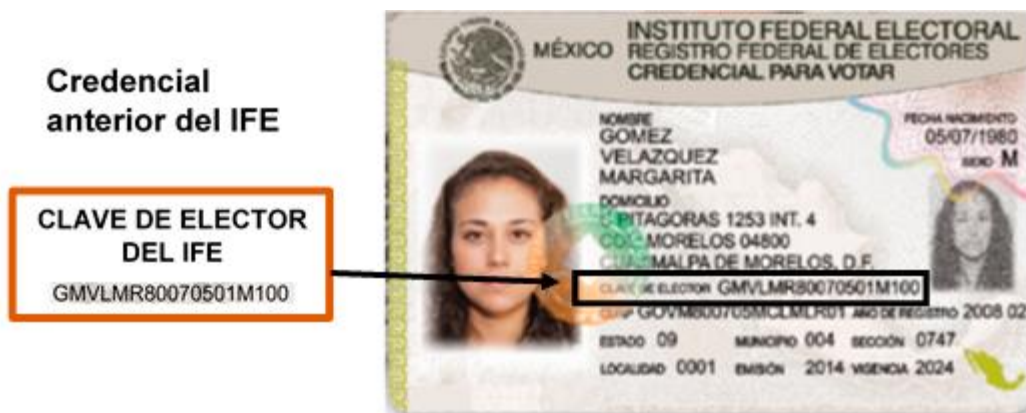 Credencial
anterior del IFE
CLAVE DE ELECTOR
DEL IFE
GMVLMR80070501M100
MÉXICO
INSTITUTO FEDERAL ELECTORAL
REGISTRO FEDERAL DE ELECTORES
CREDENCIAL PARA VOTAR
NOMBRE
GOMEZ
VELAZQUEZ
MARGARITA
FECHA NACIMIENTO
05/07/1980
SEXO M
DOMICILIO
PITAGORAS 1253 INT. 4
MORELOS 04800
DE MORELOS, D.F.
CLAVE DE ELECTOR GMVLMR80070501M100
CURP GOVM800705MCLMLR01 AÑO DE REGISTRO 2008 02
ESTADO 09 MUNICIPIO 004 SECCIÓN 0747
LOCALIDAD 0001 EMISIÓN 2014 VIGENCIA 2024